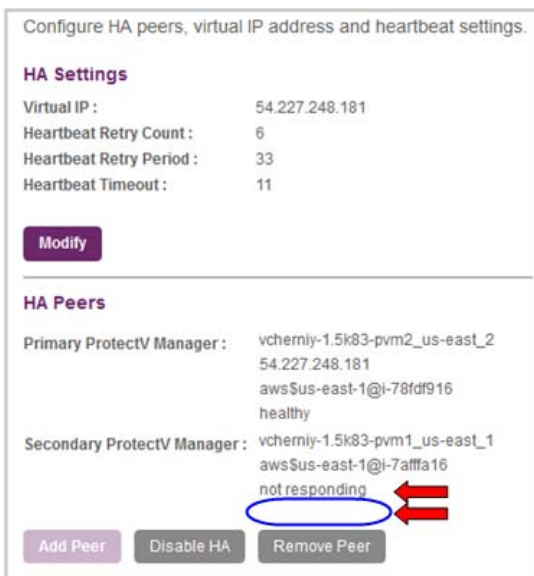 Configure HA peers, virtual IP address and heartbeat settings.
HA Settings
Virtual IP : 54.227.248.181
Heartbeat Retry Count : 6
Heartbeat Retry Period : 33
Heartbeat Timeout : 11
Modify
HA Peers
Primary ProtectV Manager : vcherniy-1.5k83-pvm2_us-east_2
54.227.248.181
aws$us-east-1@i-78fdf916
healthy
Secondary ProtectV Manager : vcherniy-1.5k83-pvm1_us-east_1
aws$us-east-1@i-7afffa16
not responding
Add Peer Disable HA Remove Peer